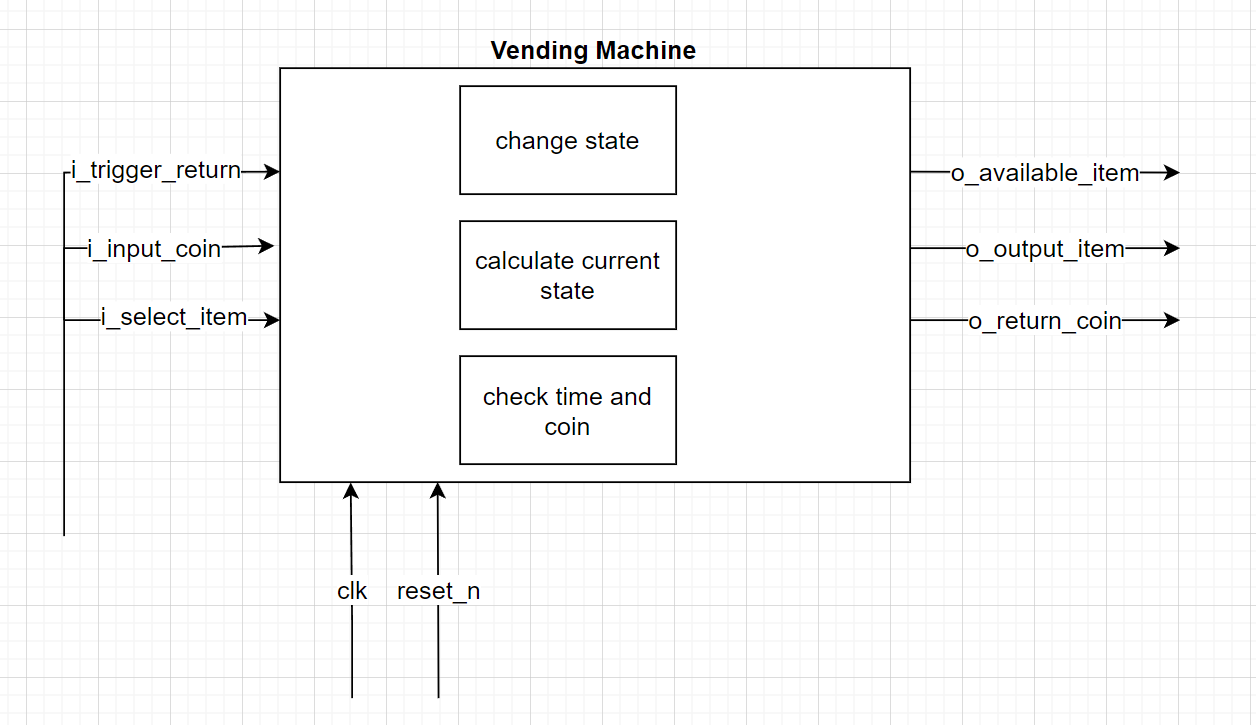 Vending Machine
change state
i_trigger_return
o_available_item
i_input_coin
calculate current
state
o_output_item
i_select_item
o_return_coin
check time and
coin
clk
reset_n